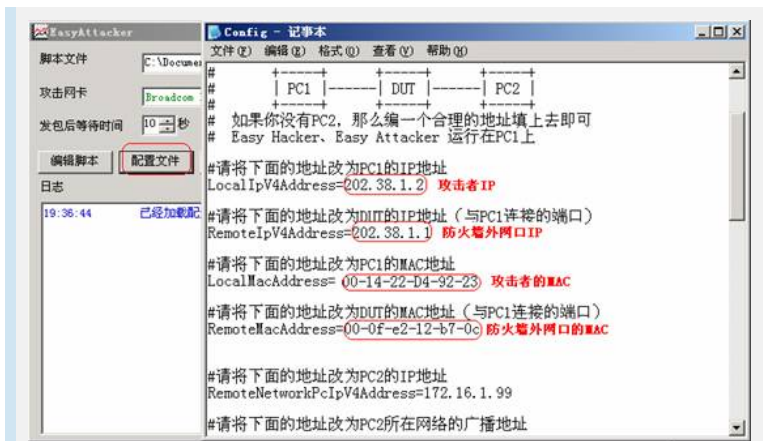 EasyAttacker
脚本文件
C:\Documen
攻击网卡
Broadcom
发包后等待时间 10 秒
编辑脚本 配置文件
日志
19:36:44 已经加载配
Config - 记事本
文件(F) 编辑(E) 格式(O) 查看(V) 帮助(H)
# +-----+ +-----+ +-----+
# | PC1 |------| DUT |------| PC2 |
# +-----+ +-----+ +-----+
# 如果你没有PC2，那么编一个合理的地址填上去即可
# Easy Hacker、Easy Attacker 运行在PC1上
#请将下面的地址改为PC1的IP地址
LocalIpV4Address=202.38.1.2 攻击者IP
#请将下面的地址改为DUT的IP地址（与PC1连接的端口）
RemoteIpV4Address=202.38.1.1 防火墙外网口IP
#请将下面的地址改为PC1的MAC地址
LocalMacAddress= 00-14-22-D4-92-23 攻击者的MAC
#请将下面的地址改为DUT的MAC地址（与PC1连接的端口）
RemoteMacAddress=00-0f-e2-12-b7-0c 防火墙外网口的MAC
#请将下面的地址改为PC2的IP地址
RemoteNetworkPcIpV4Address=172.16.1.99
#请将下面的地址改为PC2所在网络的广播地址